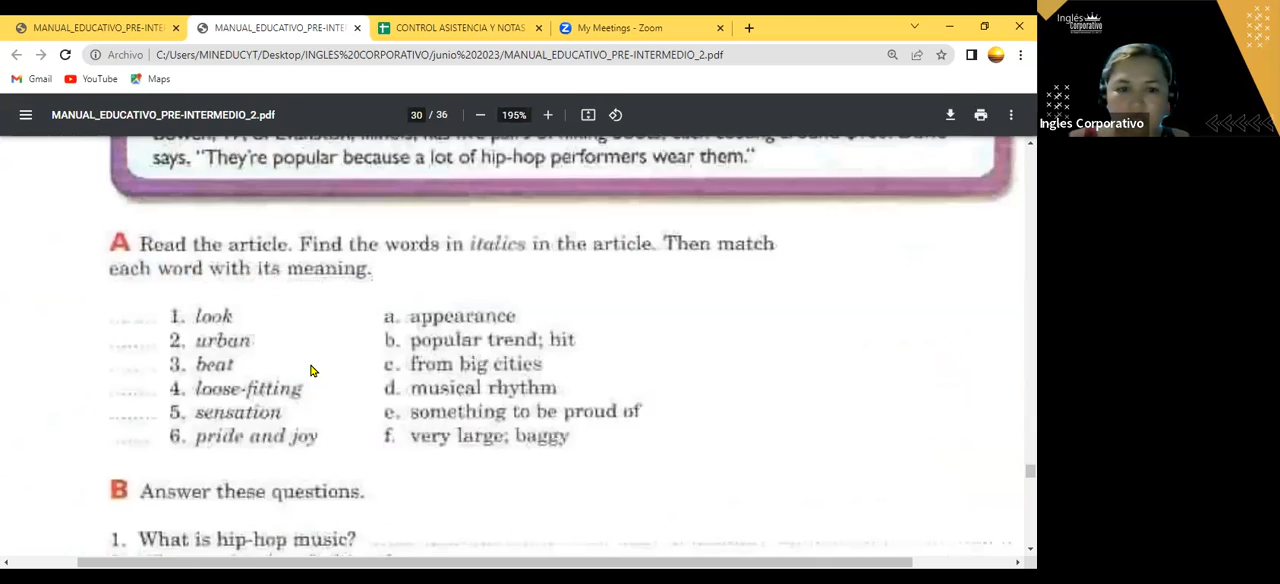 MANUAL_EDUCATIVO_PRE-INTE
MANUAL_EDUCATIVO_PRE-INTER
CONTROL ASISTENCIA Y NOTAS
My Meetings - Zoom
Archivo
C:/Users/MINEDUCYT/Desktop/INGLES%20CORPORATIVO/junio%202023/MANUAL_EDUCATIVO_PRE-INTERMEDIO_2.pdf
Gmail
YouTube
Maps
MANUAL_EDUCATIVO_PRE-INTERMEDIO_2.pdf
30 / 36
195%
says, "They're popular because a lot of hip-hop performers wear them."
A Read the article. Find the words in italics in the article. Then match
each word with its meaning.
1. look a. appearance
2. urban b. popular trend; hit
3. beat c. from big cities
4. loose-fitting d. musical rhythm
5. sensation e. something to be proud of
6. pride and joy f. very large; baggy
B Answer these questions.
1. What is hip-hop music?
Inglés
Corporativo
Ingles Corporativo